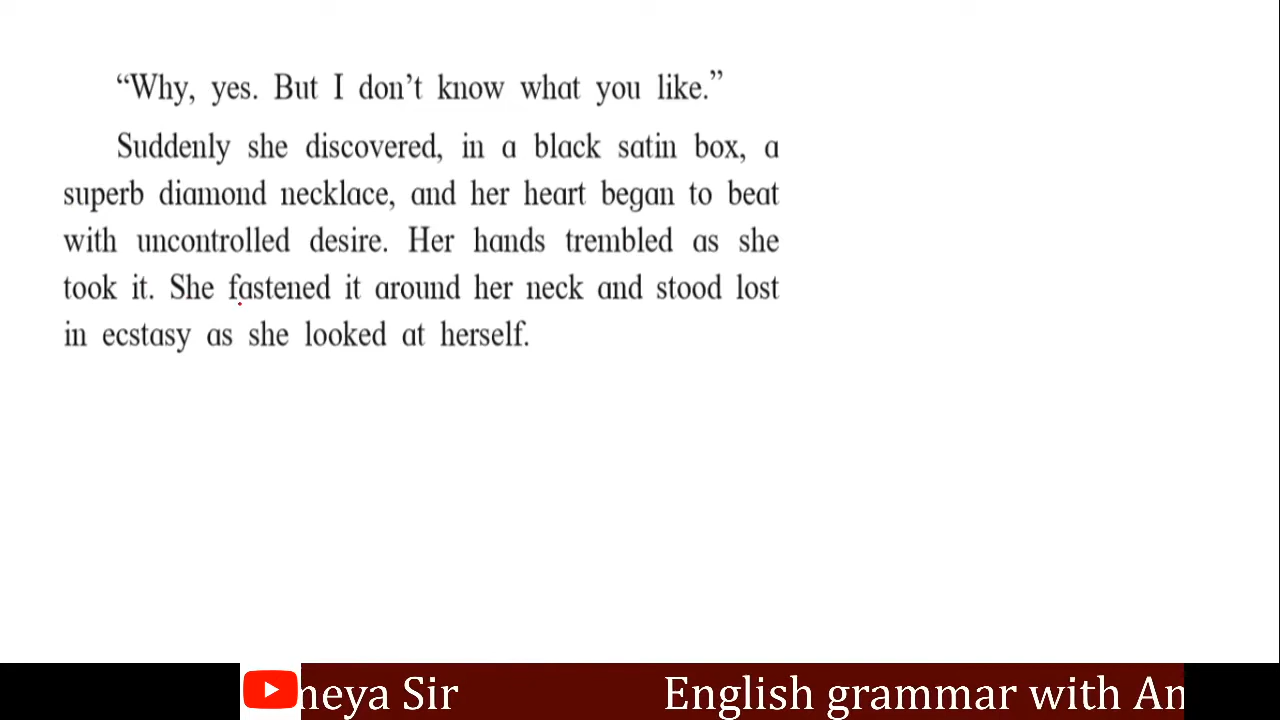 “Why, yes. But I don’t know what you like.”
Suddenly she discovered, in a black satin box, a
superb diamond necklace, and her heart began to beat
with uncontrolled desire. Her hands trembled as she
took it. She fastened it around her neck and stood lost
in ecstasy as she looked at herself.
heya Sir English grammar with An